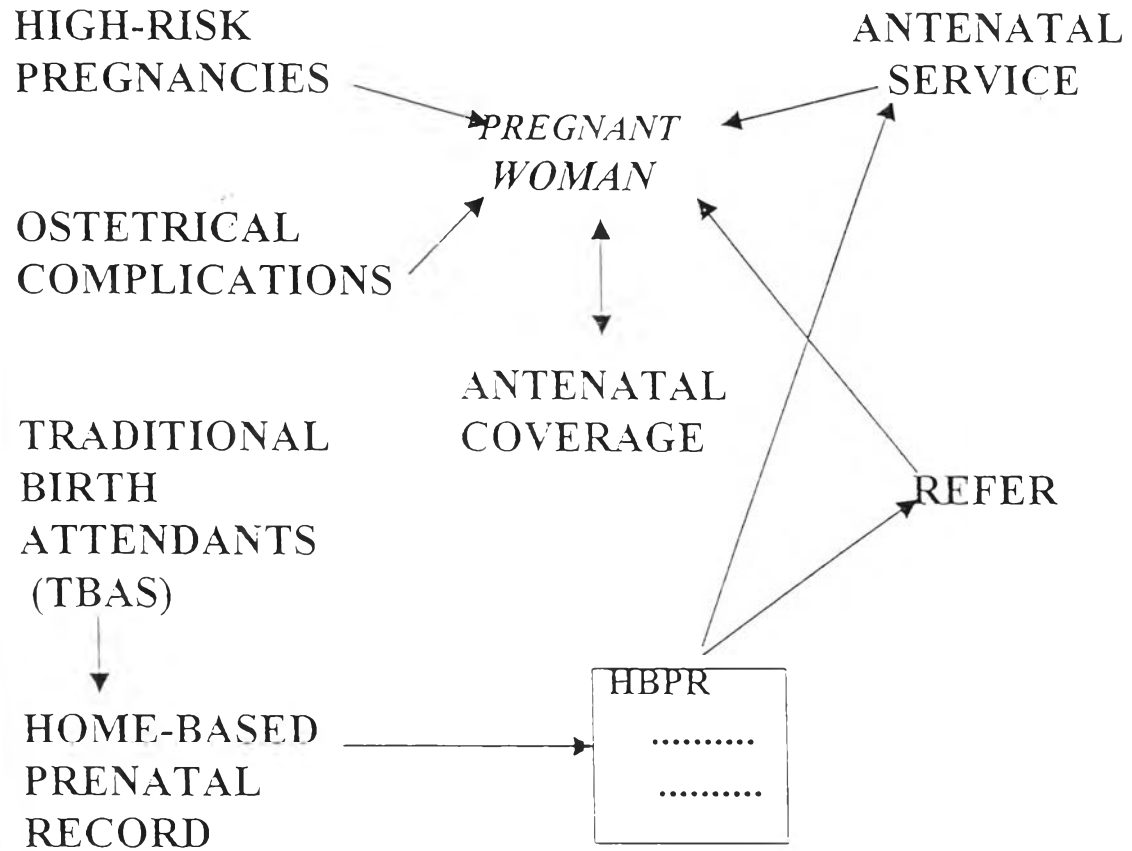 HIGH-RISK
PREGNANCIES
ANTENATAL
SERVICE
PREGNANT
WOMAN
OSTETRICAL
COMPLICATIONS
ANTENATAL
COVERAGE
TRADITIONAL
BIRTH
ATTENDANTS
(TBAS)
REFER
HBPR
..........
..........
HOME-BASED
PRENATAL
RECORD